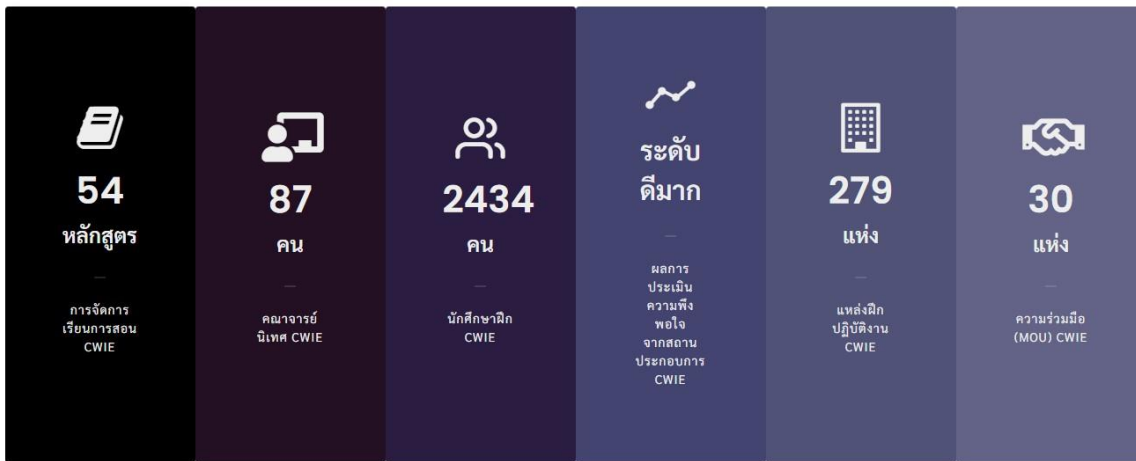 54
หลักสูตร
การจัดการ
เรียนการสอน
CWIE
87
คน
คณาจารย์
นิเทศ CWIE
2434
คน
นักศึกษาฝึก
CWIE
ระดับ
ดีมาก
ผลการ
ประเมิน
ความพึง
พอใจ
จากสถาน
ประกอบการ
CWIE
279
แห่ง
แหล่งฝึก
ปฏิบัติงาน
CWIE
30
แห่ง
ความร่วมมือ
(MOU) CWIE